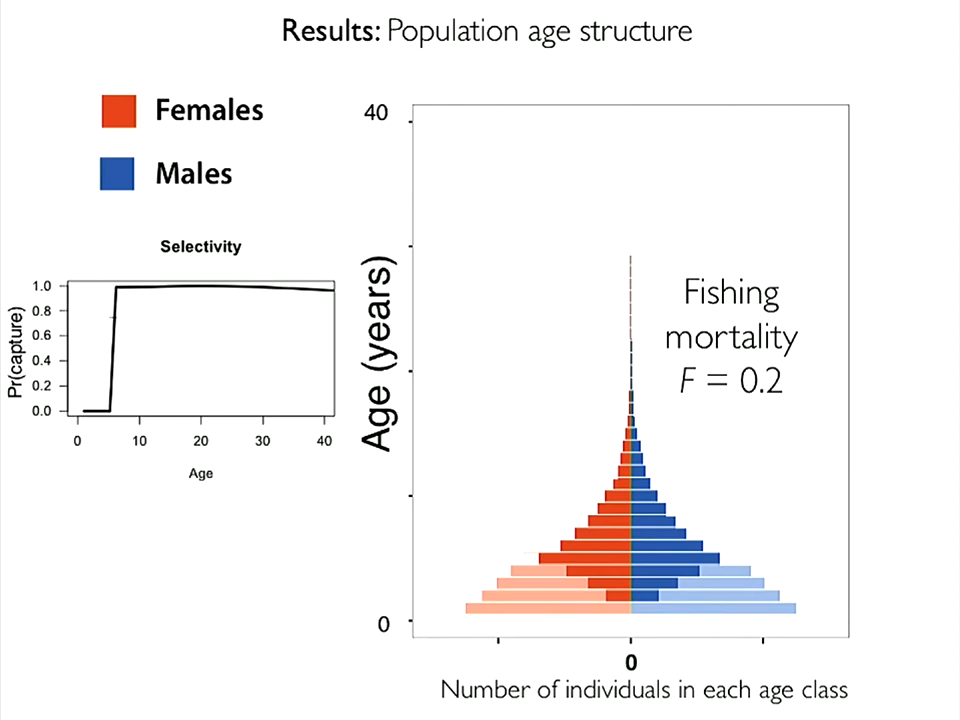 Results: Population age structure
Females
Males
Selectivity
Pr(capture)
1.0
0.8
0.6
0.4
0.2
0.0
0 10 20 30 40
Age
40
Age (years)
0
Fishing
mortality
F = 0.2
0
Number of individuals in each age class